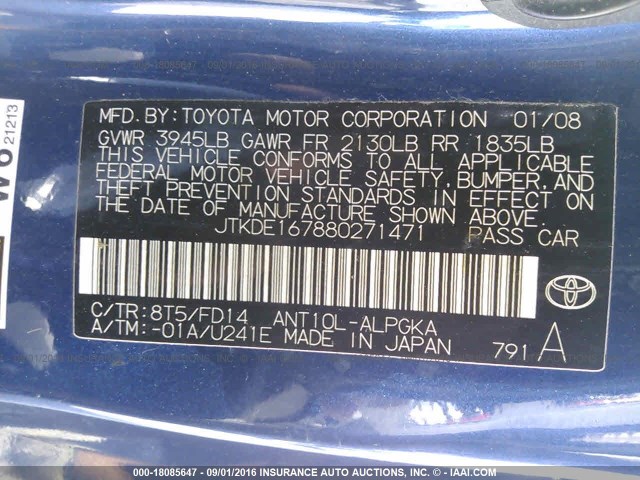 MFD.BY:TOYOTA MOTOR CORPORATION 01/08
GVWR 3945LB GAWR FR 2130LB RR 1835LB
THIS VEHICLE CONFORMS TO ALL APPLICABLE
FEDERAL MOTOR VEHICLE SAFETY, BUMPER, AND
THEFT PREVENTION STANDARDS IN EFFECT ON
THE DATE OF MANUFACTURE SHOWN ABOVE.
JTKDE167880271471 PASS CAR
C/TR:8T5/FD14 ANT10L-ALPGKA
A/TM:-01A/U241E MADE IN JAPAN 791 A
21213
000-18085647 - 09/01/2016 INSURANCE AUTO AUCTIONS, INC. (C) - IAAI.COM